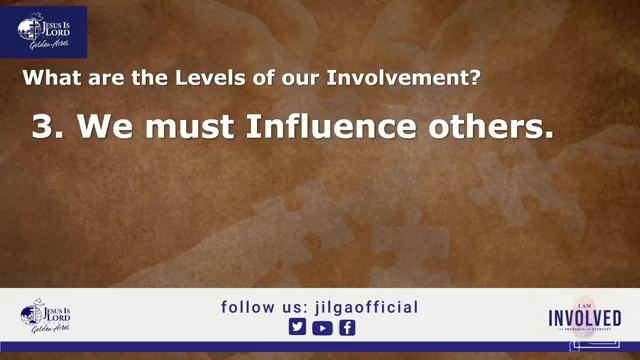 JESUS IS
LORD
Golden Acres
What are the Levels of our Involvement?
3. We must Influence others.
JESUS IS
LORD
Golden Acres
follow us: jilgaofficial
I AM
INVOLVED